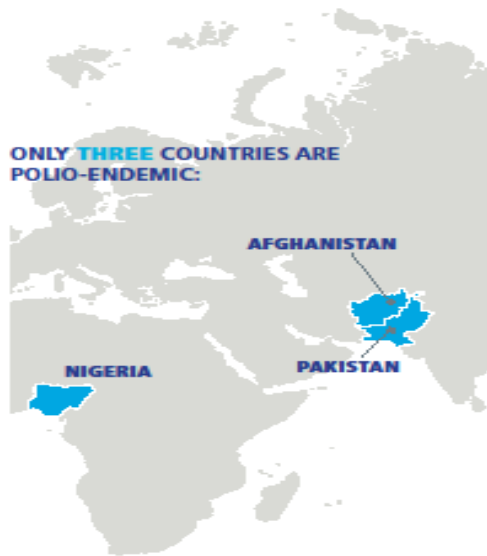 ONLY THREE COUNTRIES ARE
POLIO-ENDEMIC:
AFGHANISTAN
PAKISTAN
NIGERIA